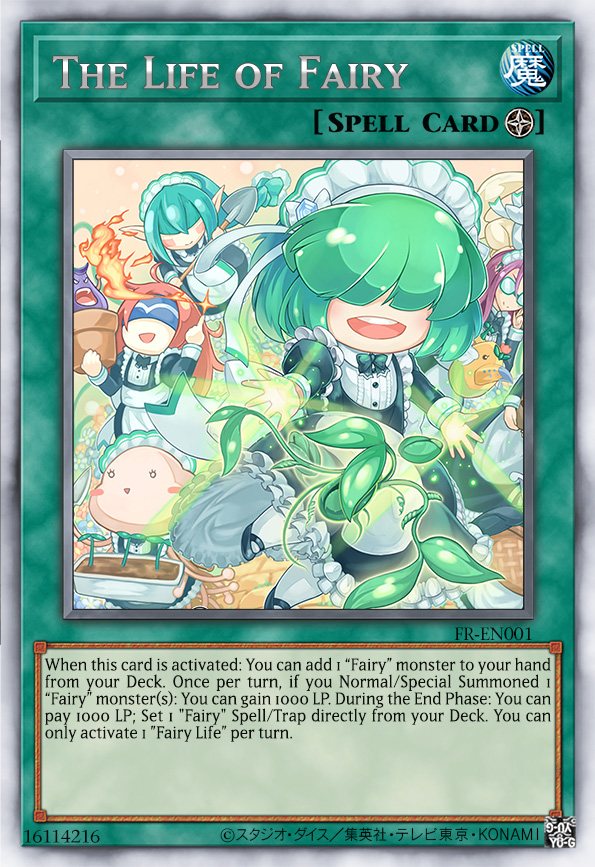 THE LIFE OF FAIRY
SPELL
魔
[SPELL CARD]
FR-EN001
When this card is activated: You can add 1 “Fairy” monster to your hand
from your Deck. Once per turn, if you Normal/Special Summoned 1
“Fairy” monster(s): You can gain 1000 LP. During the End Phase: You can
pay 1000 LP; Set 1 "Fairy" Spell/Trap directly from your Deck. You can
only activate 1 "Fairy Life" per turn.
16114216
©スタジオ・ダイス／集英社・テレビ東京・KONAMI